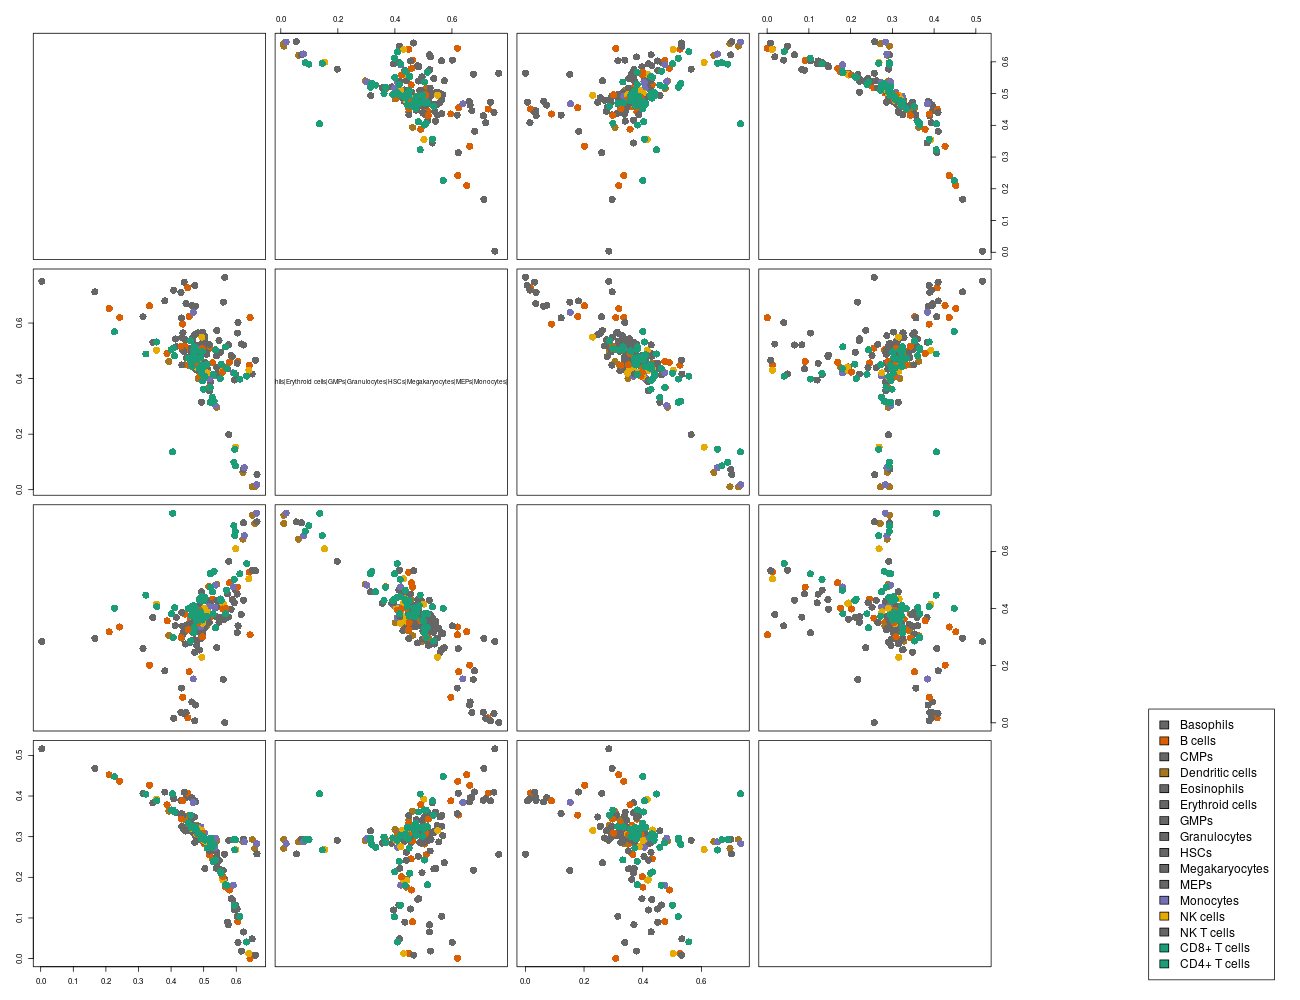 0.0 0.2 0.4 0.6
0.0 0.1 0.2 0.3 0.4 0.5
0.0 0.1 0.2 0.3 0.4 0.5 0.6
0.0 0.2 0.4 0.6
hils|Erythroid cells|GMPs|Granulocytes|HSCs|Megakaryocytes|MEPs|Monocytes|
0.0 0.2 0.4 0.6
0.0 0.1 0.2 0.3 0.4 0.5
0.0 0.1 0.2 0.3 0.4 0.5 0.6
0.0 0.2 0.4 0.6
Basophils
B cells
CMPs
Dendritic cells
Eosinophils
Erythroid cells
GMPs
Granulocytes
HSCs
Megakaryocytes
MEPs
Monocytes
NK cells
NK T cells
CD8+ T cells
CD4+ T cells